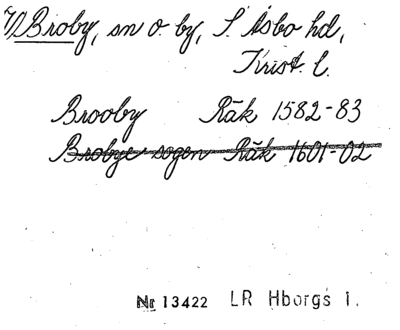 V) Broby, sn o. by, S. Åsbo hd,
Krist. l.
Brooby Räk 1582-83
Brobye sogen Räk 1601-02
Nr 13422 LR Hborgs l.